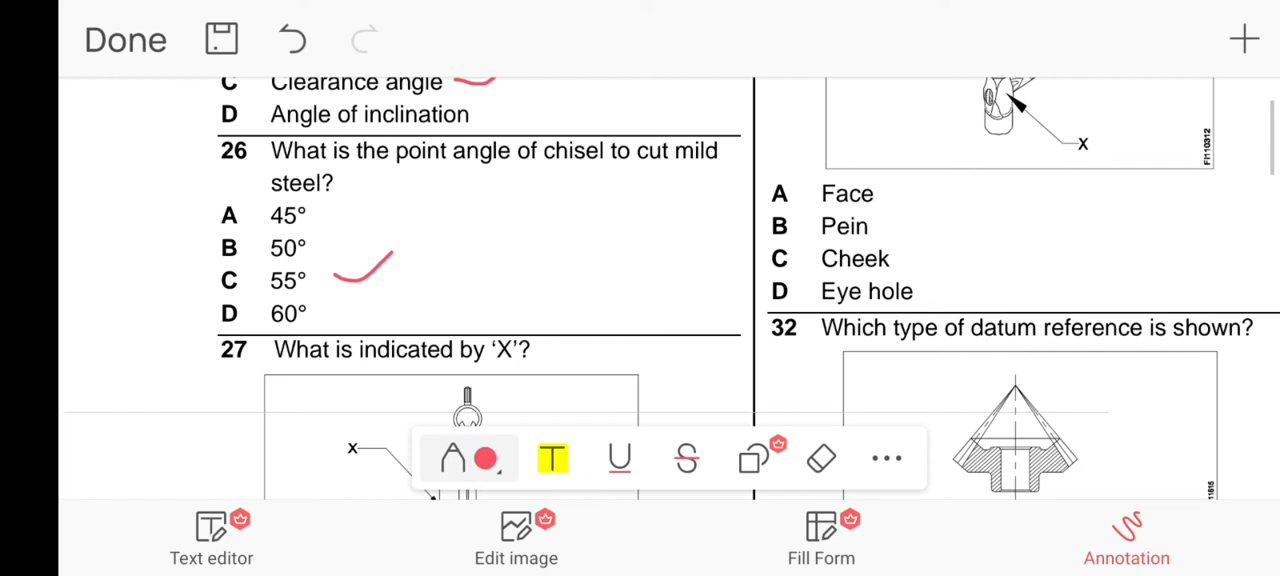 Done
C Clearance angle
D Angle of inclination
26 What is the point angle of chisel to cut mild
steel?
A 45°
B 50°
C 55°
D 60°
27 What is indicated by ‘X’?
X
X
FI110312
A Face
B Pein
C Cheek
D Eye hole
32 Which type of datum reference is shown?
T
U
S
Text editor
Edit image
Fill Form
Annotation